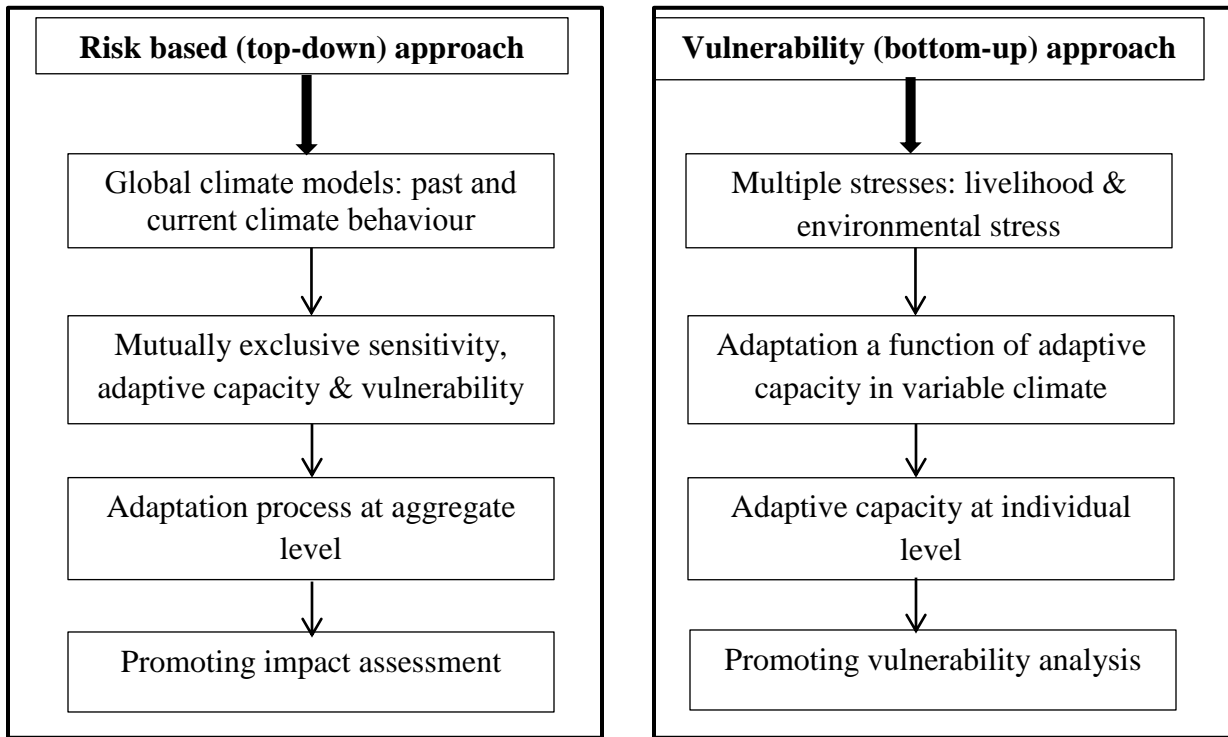 Risk based (top-down) approach
Global climate models: past and
current climate behaviour
Mutually exclusive sensitivity,
adaptive capacity & vulnerability
Adaptation process at aggregate
level
Promoting impact assessment
Vulnerability (bottom-up) approach
Multiple stresses: livelihood &
environmental stress
Adaptation a function of adaptive
capacity in variable climate
Adaptive capacity at individual
level
Promoting vulnerability analysis